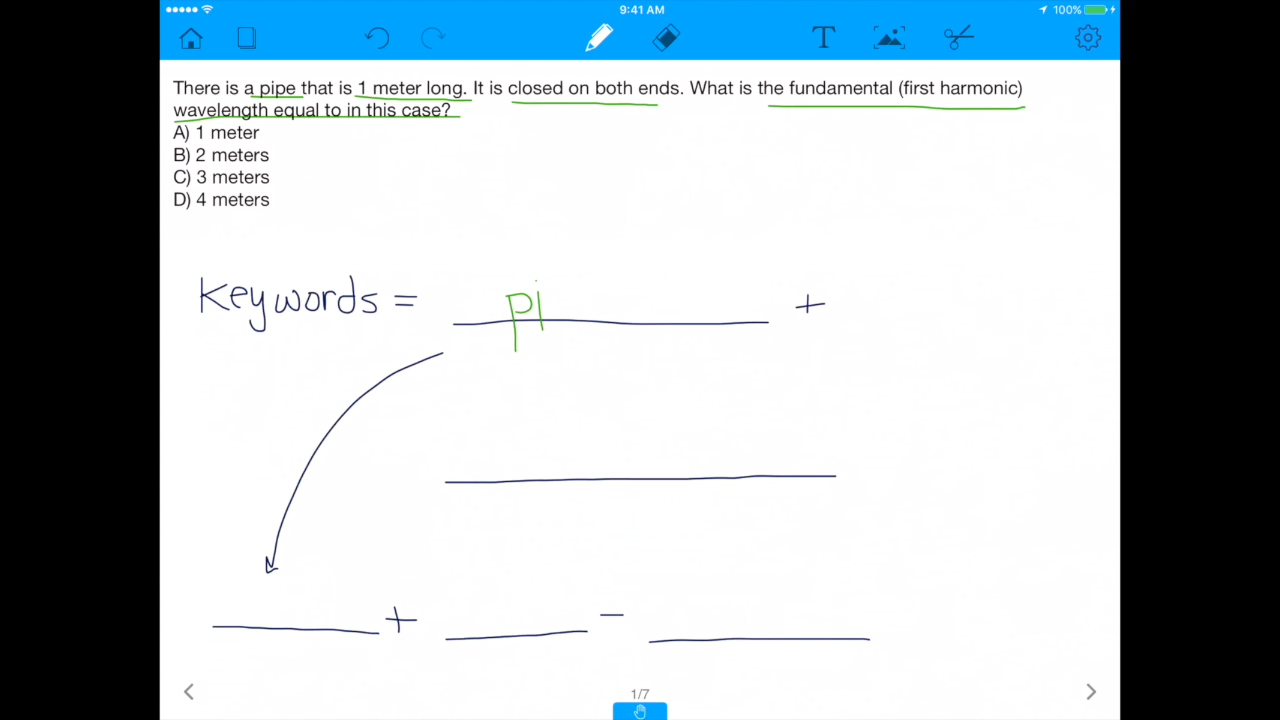 9:41 AM
100%
T
There is a pipe that is 1 meter long. It is closed on both ends. What is the fundamental (first harmonic)
wavelength equal to in this case?
A) 1 meter
B) 2 meters
C) 3 meters
D) 4 meters
Keywords = pi +
+ −
1/7